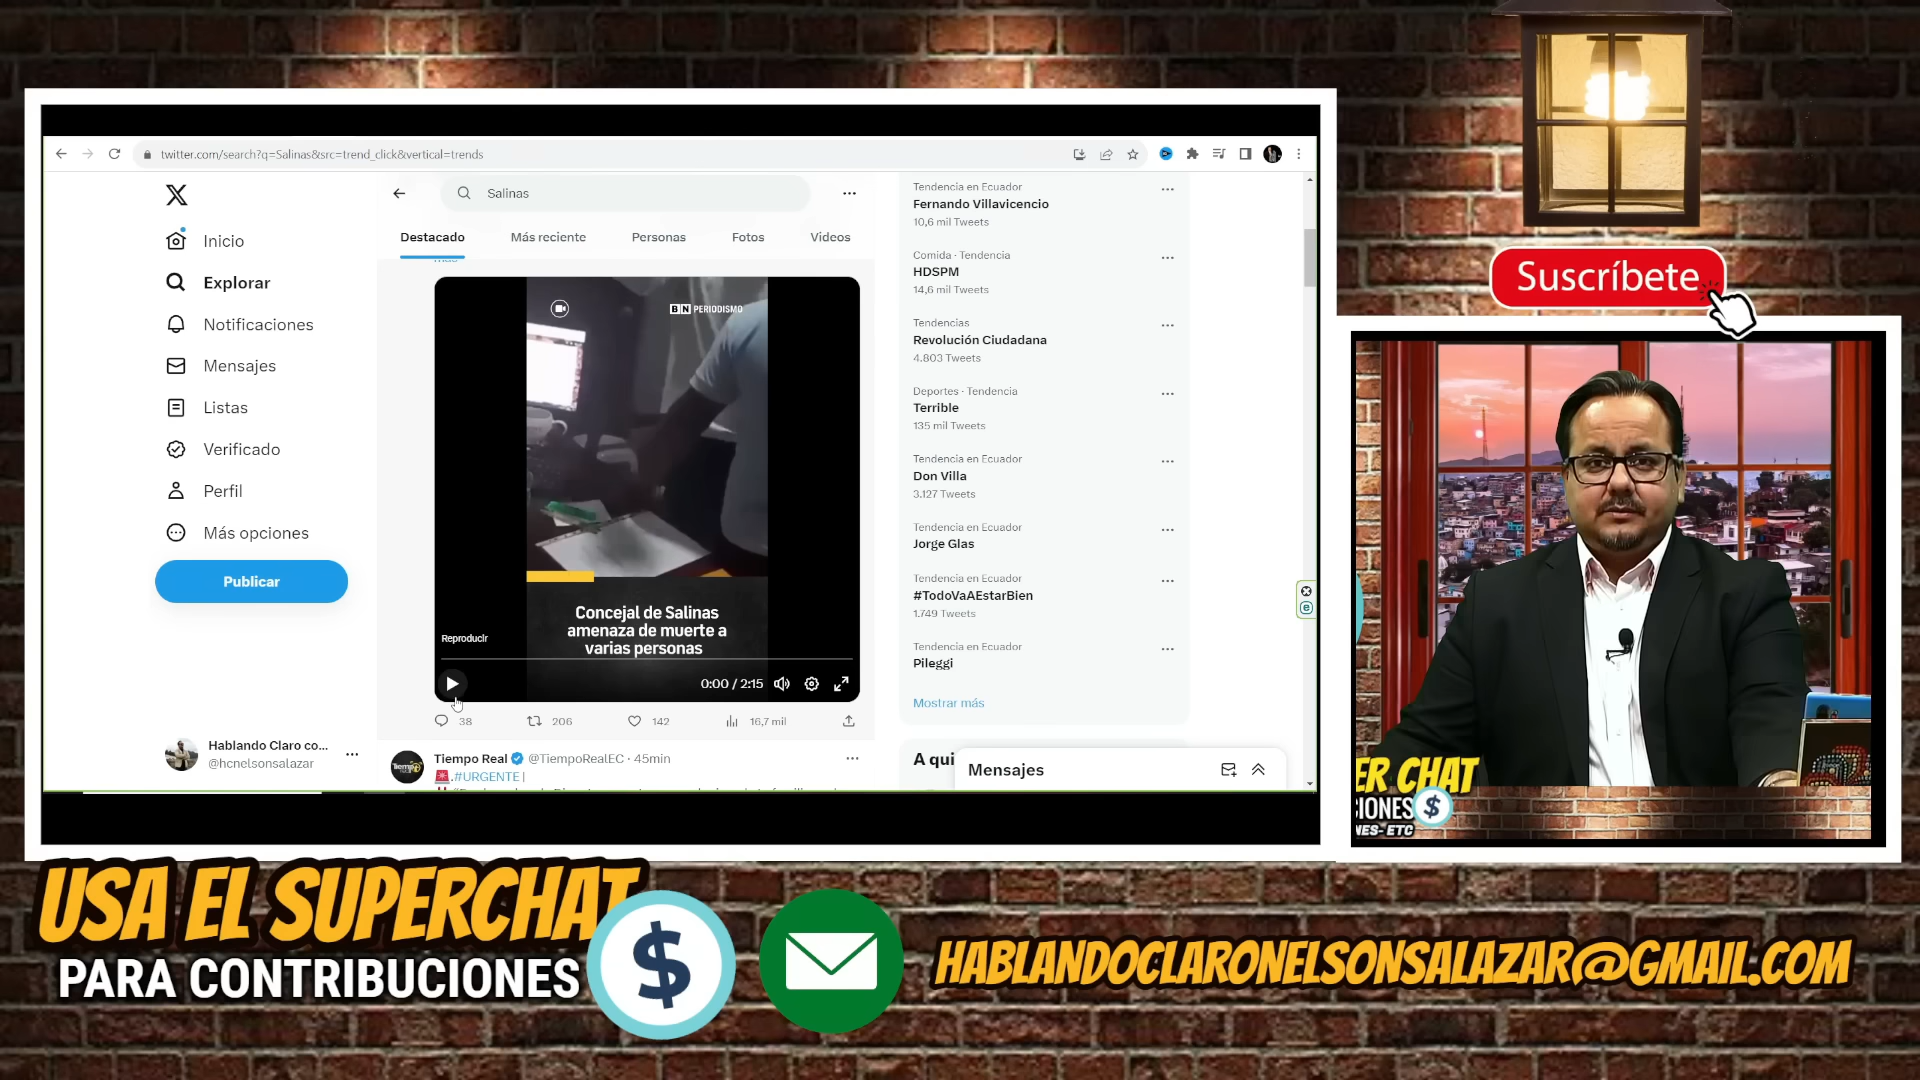 twitter.com/search?q=Salinas&src=trend_click&vertical=trends
X
Inicio
Explorar
Notificaciones
Mensajes
Listas
Verificado
Perfil
Más opciones
Publicar
Hablando Claro co...
@hcnelsonsalazar
Salinas
Destacado
Más reciente
Personas
Fotos
Videos
BN PERIODISMO
Concejal de Salinas
amenaza de muerte a
varias personas
Reproducir
0:00 / 2:15
38
206
142
16,7 mil
Tiempo Real @TiempoRealEC · 45min
#URGENTE |
Tendencia en Ecuador
Fernando Villavicencio
10,6 mil Tweets
Comida · Tendencia
HDSPM
14,6 mil Tweets
Tendencias
Revolución Ciudadana
4.803 Tweets
Deportes · Tendencia
Terrible
135 mil Tweets
Tendencia en Ecuador
Don Villa
3.127 Tweets
Tendencia en Ecuador
Jorge Glas
Tendencia en Ecuador
#TodoVaAEstarBien
1.749 Tweets
Tendencia en Ecuador
Pileggi
Mostrar más
A qui
Mensajes
Suscríbete
ER CHAT
IONES $
NES- ETC
USA EL SUPERCHAT
PARA CONTRIBUCIONES
$
HABLANDOCLARONELSONSALAZAR@GMAIL.COM